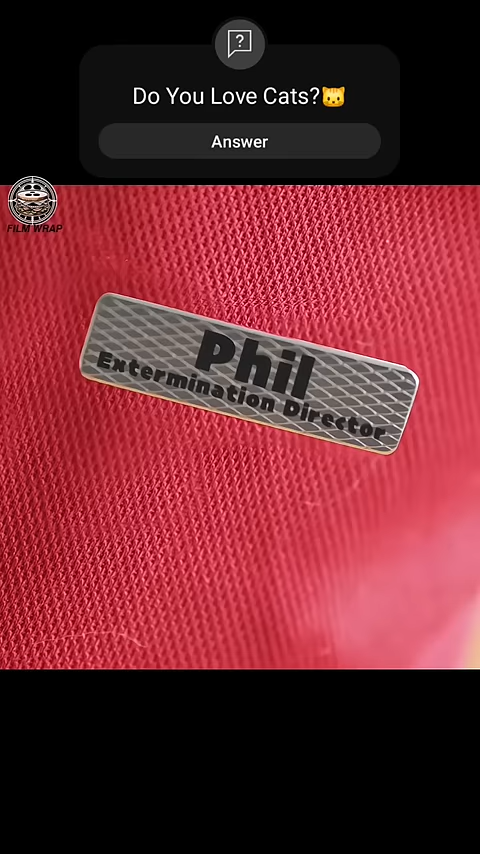 Do You Love Cats?🐱
Answer
FILM WRAP
Phil
Extermination Director